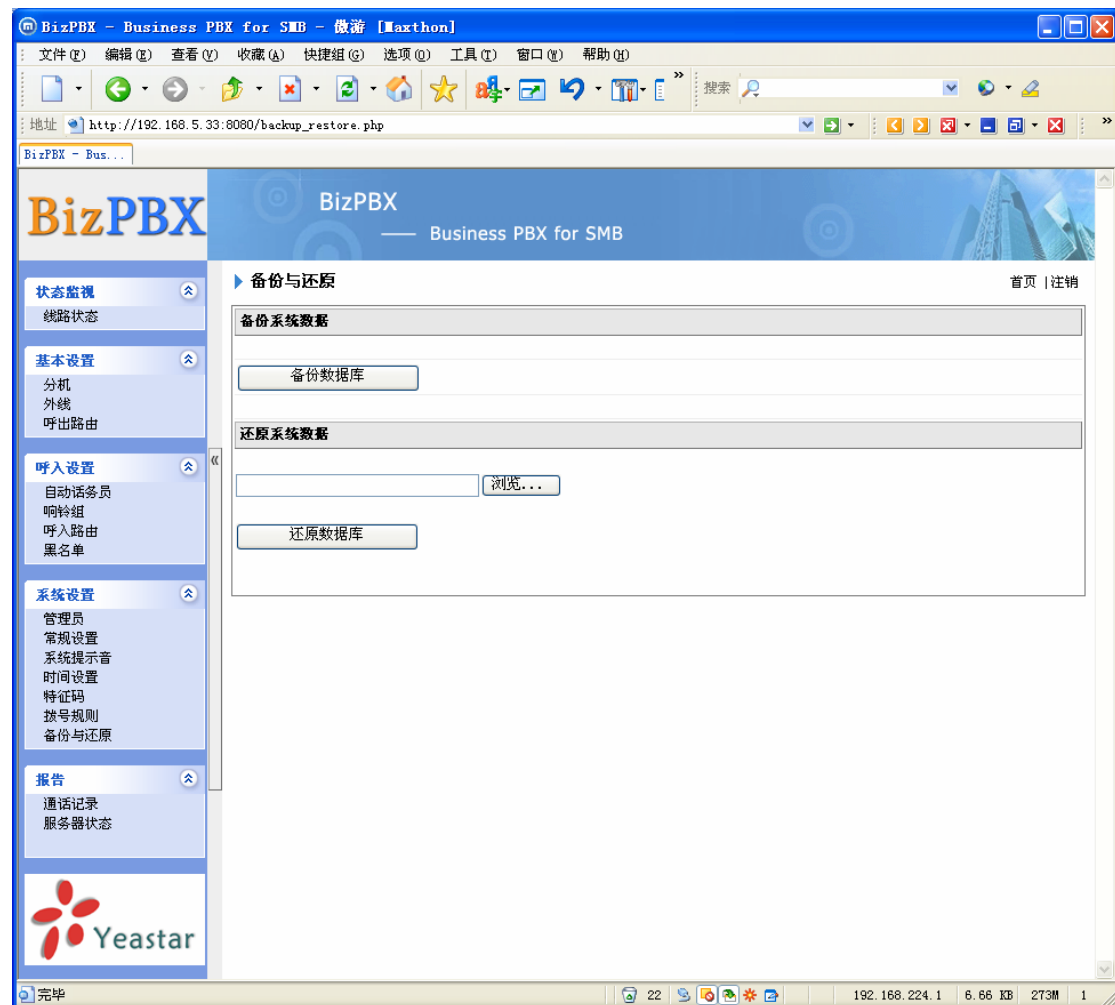 BizPBX - Business PBX for SMB - 傲游 [Maxthon]
文件(F) 编辑(E) 查看(V) 收藏(A) 快捷组(G) 选项(O) 工具(T) 窗口(W) 帮助(H)
搜索
地址 http://192.168.5.33:8080/backup_restore.php
BizPBX - Bus...
BizPBX
BizPBX
—— Business PBX for SMB
备份与还原
首页 |注销
状态监视
线路状态
基本设置
分机
外线
呼出路由
呼入设置
自动话务员
响铃组
呼入路由
黑名单
系统设置
管理员
常规设置
系统提示音
时间设置
特征码
拨号规则
备份与还原
报告
通话记录
服务器状态
Yeastar
备份系统数据
备份数据库
还原系统数据
浏览...
还原数据库
完毕 22 192.168.224.1 6.66 KB 273M 1